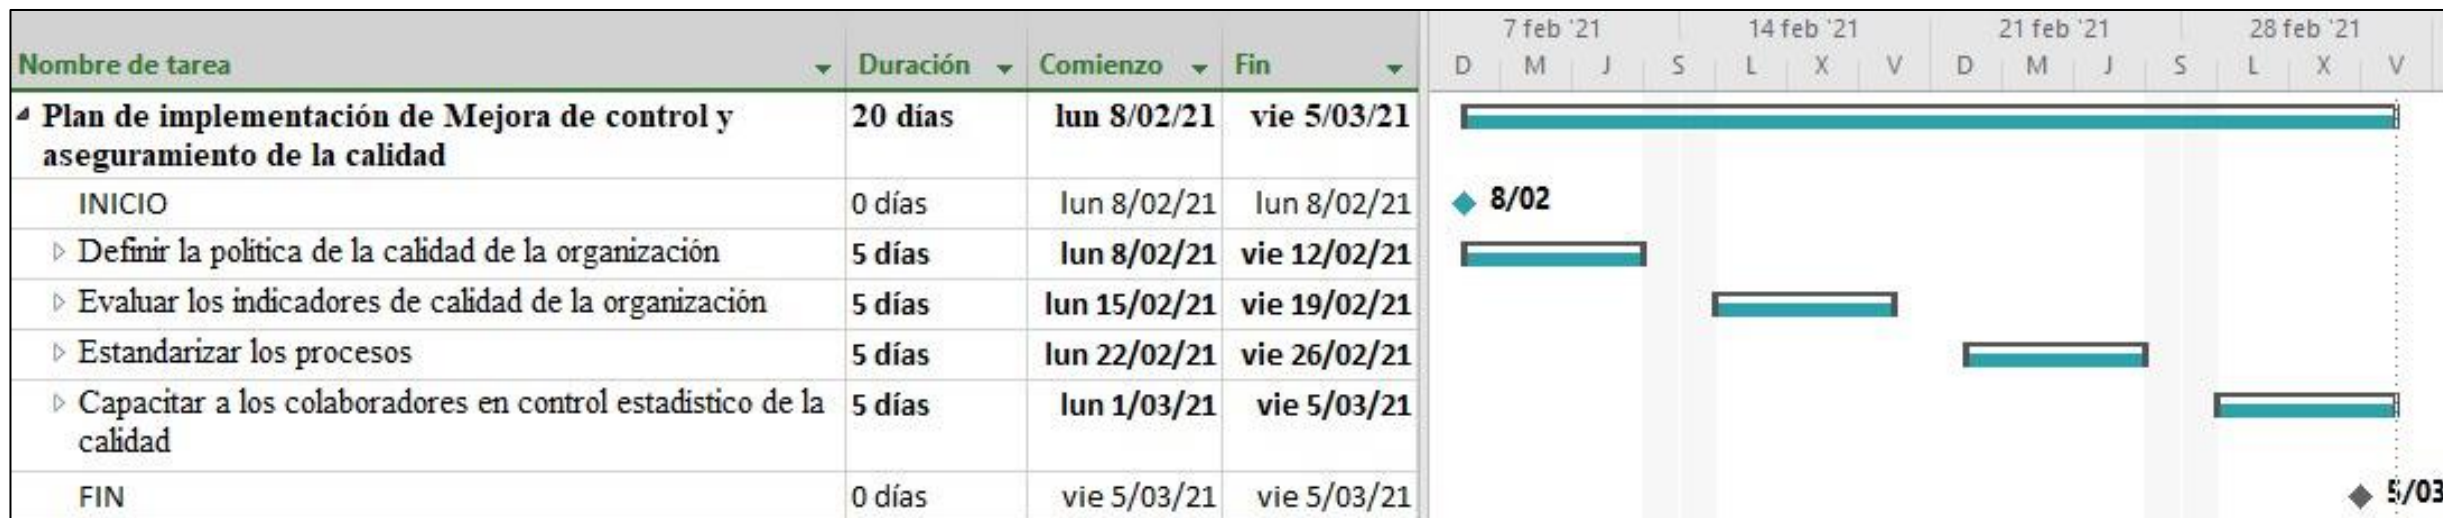 7 feb '21 14 feb '21 21 feb '21 28 feb '21
Nombre de tarea Duración Comienzo Fin D M J S L X V D M J S L X V
Plan de implementación de Mejora de control y 20 días lun 8/02/21 vie 5/03/21
aseguramiento de la calidad
INICIO 0 días lun 8/02/21 lun 8/02/21 8/02
Definir la política de la calidad de la organización 5 días lun 8/02/21 vie 12/02/21
Evaluar los indicadores de calidad de la organización 5 días lun 15/02/21 vie 19/02/21
Estandarizar los procesos 5 días lun 22/02/21 vie 26/02/21
Capacitar a los colaboradores en control estadistico de la 5 días lun 1/03/21 vie 5/03/21
calidad
FIN 0 días vie 5/03/21 vie 5/03/21 5/03